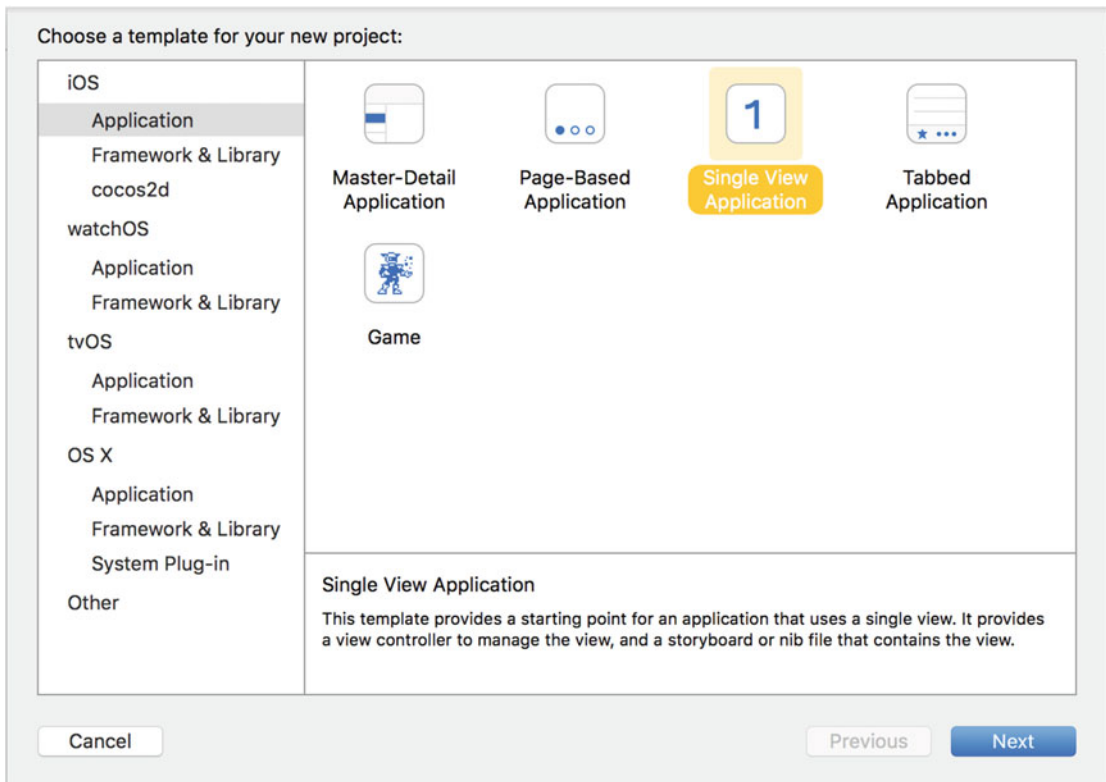 Choose a template for your new project:
iOS
Application
Framework & Library
cocos2d
watchOS
Application
Framework & Library
tvOS
Application
Framework & Library
OS X
Application
Framework & Library
System Plug-in
Other
Master-Detail
Application
Page-Based
Application
1
Single View
Application
Tabbed
Application
Game
Single View Application
This template provides a starting point for an application that uses a single view. It provides
a view controller to manage the view, and a storyboard or nib file that contains the view.
Cancel
Previous
Next